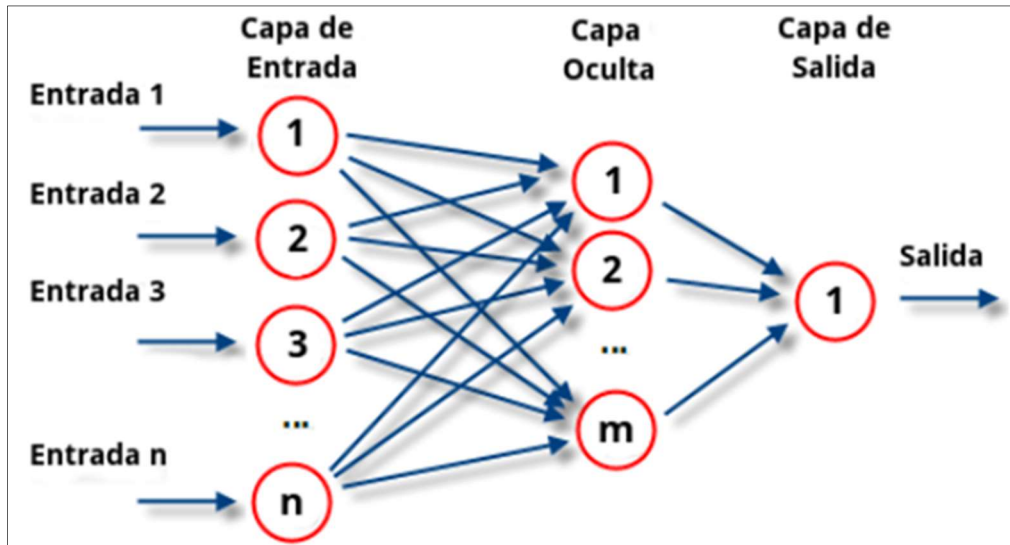 Capa de
Entrada
Capa
Oculta
Capa de
Salida
Entrada 1
1
Entrada 2
2
Entrada 3
3
...
Entrada n
n
1
2
...
m
1
Salida